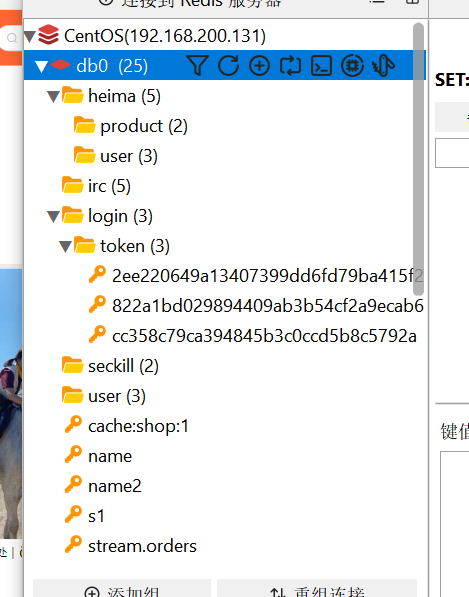 连接到 Redis 服务器
CentOS(192.168.200.131)
db0 (25)
SET:
heima (5)
product (2)
user (3)
irc (5)
login (3)
token (3)
2ee220649a13407399dd6fd79ba415f2
822a1bd029894409ab3b54cf2a9ecab6
cc358c79ca394845b3c0ccd5b8c5792a
seckill (2)
user (3)
cache:shop:1
键值
name
name2
s1
stream.orders
添加组
重组连接